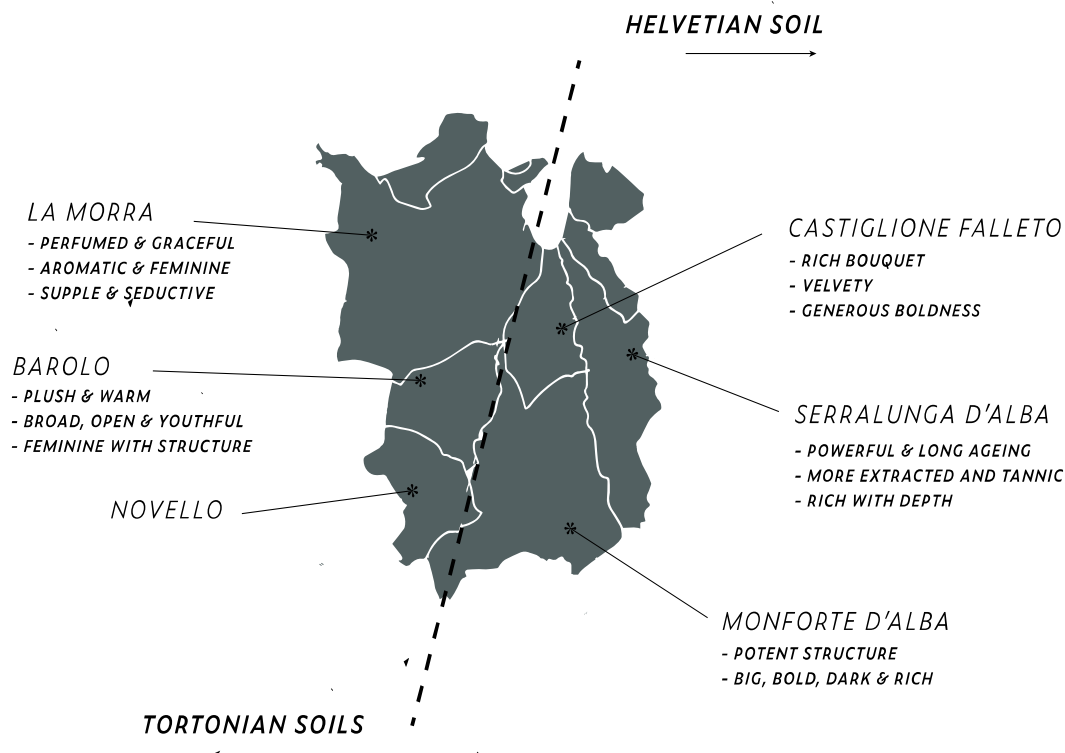 HELVETIAN SOIL
LA MORRA
- PERFUMED & GRACEFUL
- AROMATIC & FEMININE
- SUPPLE & SEDUCTIVE
CASTIGLIONE FALLETO
- RICH BOUQUET
- VELVETY
- GENEROUS BOLDNESS
BAROLO
- PLUSH & WARM
- BROAD, OPEN & YOUTHFUL
- FEMININE WITH STRUCTURE
SERRALUNGA D'ALBA
- POWERFUL & LONG AGEING
- MORE EXTRACTED AND TANNIC
- RICH WITH DEPTH
NOVELLO
MONFORTE D'ALBA
- POTENT STRUCTURE
- BIG, BOLD, DARK & RICH
TORTONIAN SOILS